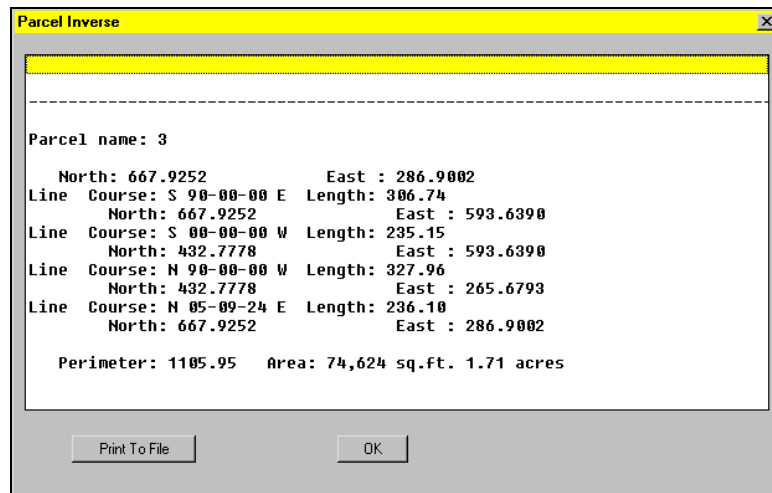 Parcel Inverse
--------------------------------------------------------------------------
Parcel name: 3
North: 667.9252 East : 286.9002
Line Course: S 90-00-00 E Length: 306.74
North: 667.9252 East : 593.6390
Line Course: S 00-00-00 W Length: 235.15
North: 432.7778 East : 593.6390
Line Course: N 90-00-00 W Length: 327.96
North: 432.7778 East : 265.6793
Line Course: N 05-09-24 E Length: 236.10
North: 667.9252 East : 286.9002
Perimeter: 1105.95 Area: 74,624 sq.ft. 1.71 acres
Print To File OK